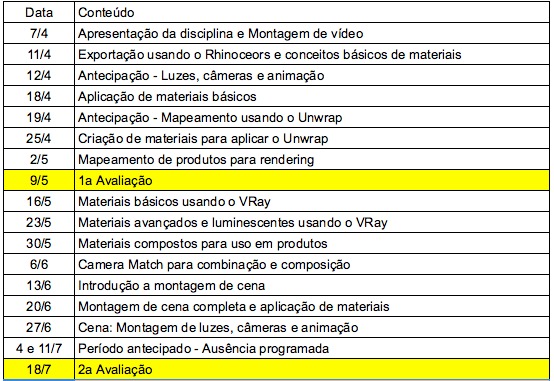 Data Conteúdo
7/4 Apresentação da disciplina e Montagem de vídeo
11/4 Exportação usando o Rhinoceors e conceitos básicos de materiais
12/4 Antecipação - Luzes, câmeras e animação
18/4 Aplicação de materiais básicos
19/4 Antecipação - Mapeamento usando o Unwrap
25/4 Criação de materiais para aplicar o Unwrap
2/5 Mapeamento de produtos para rendering
9/5 1a Avaliação
16/5 Materiais básicos usando o VRay
23/5 Materiais avançados e luminescentes usando o VRay
30/5 Materiais compostos para uso em produtos
6/6 Camera Match para combinação e composição
13/6 Introdução a montagem de cena
20/6 Montagem de cena completa e aplicação de materiais
27/6 Cena: Montagem de luzes, câmeras e animação
4 e 11/7 Período antecipado - Ausência programada
18/7 2a Avaliação